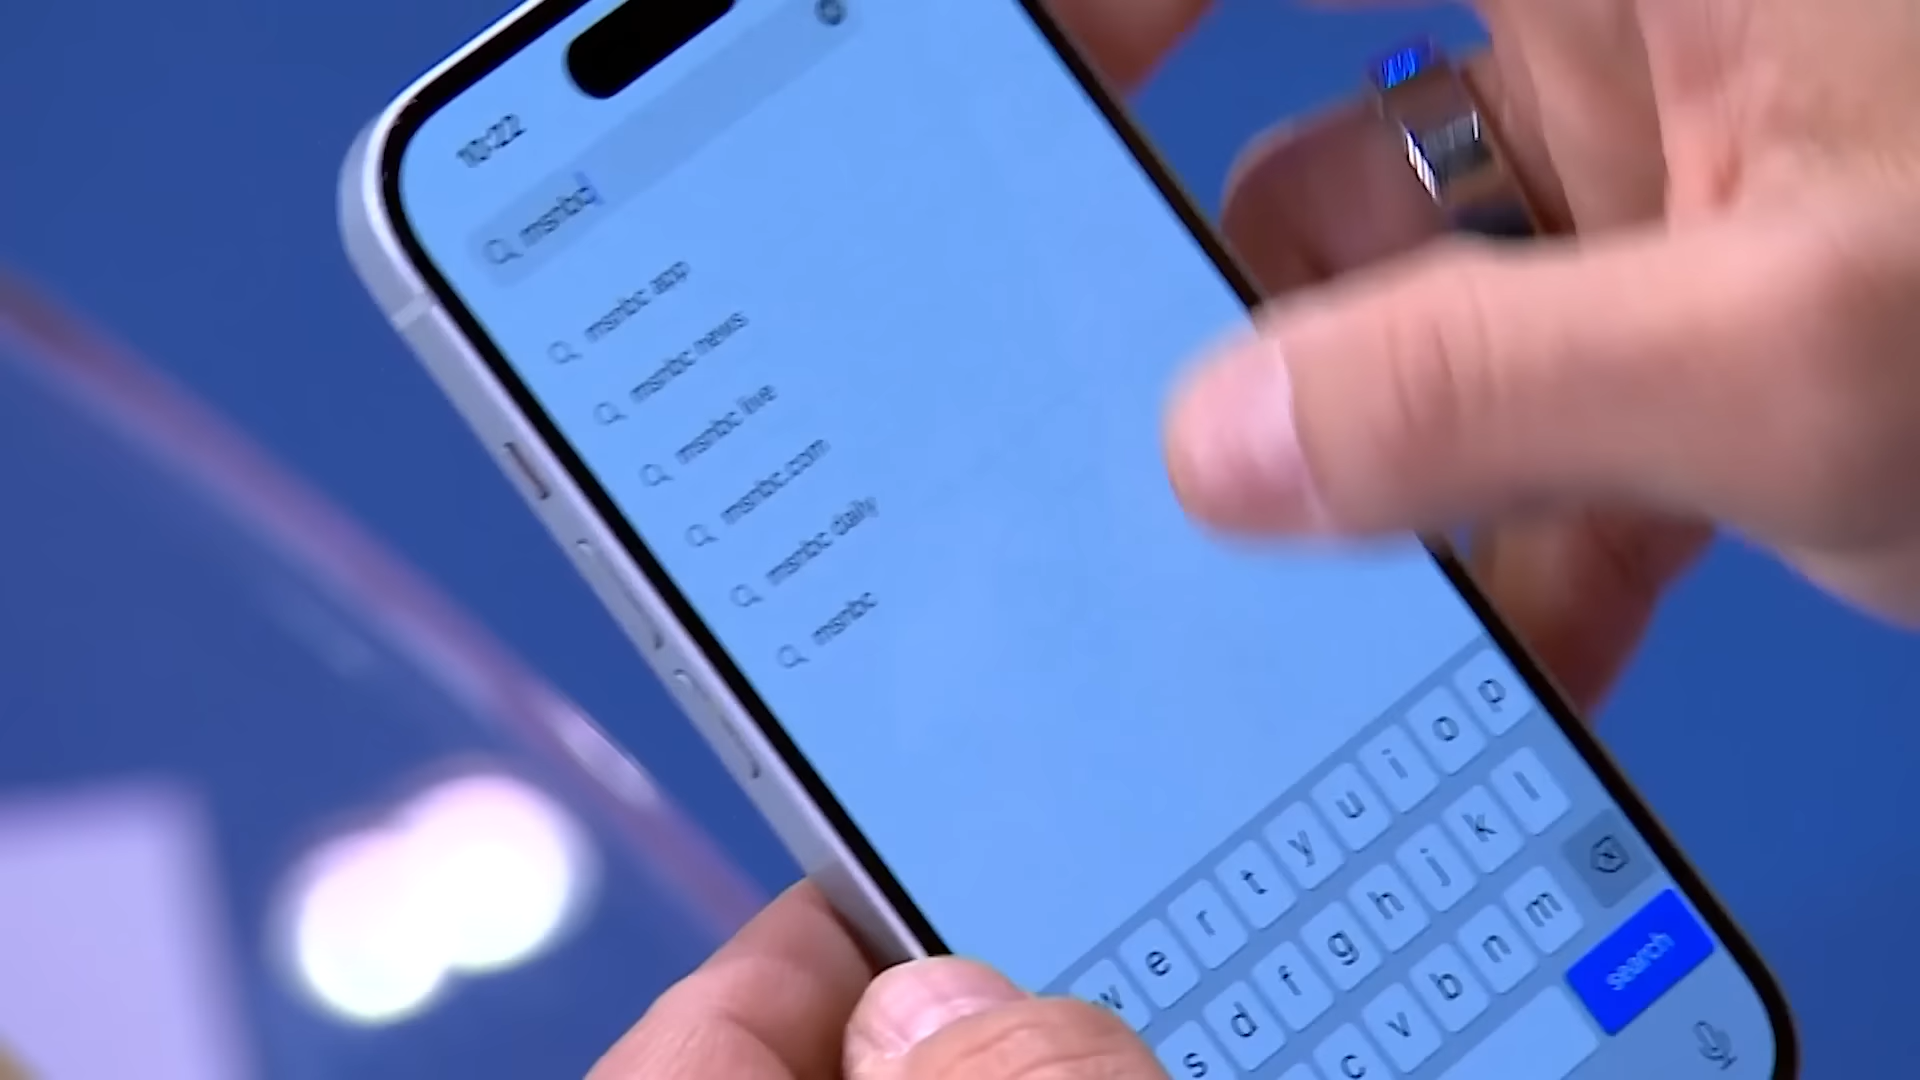 10:22
msnbc
msnbc app
msnbc news
msnbc live
msnbc.com
msnbc daily
msnbc
w e r t y u i o p
s d f g h j k l
c v b n m
search